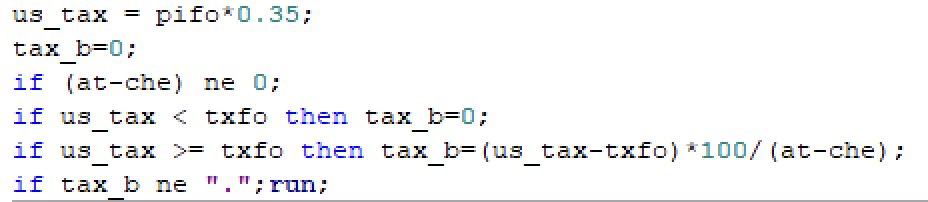 us_tax = pifo*0.35;
tax_b=0;
if (at-che) ne 0;
if us_tax < txfo then tax_b=0;
if us_tax >= txfo then tax_b=(us_tax-txfo)*100/(at-che);
if tax_b ne ".";run;